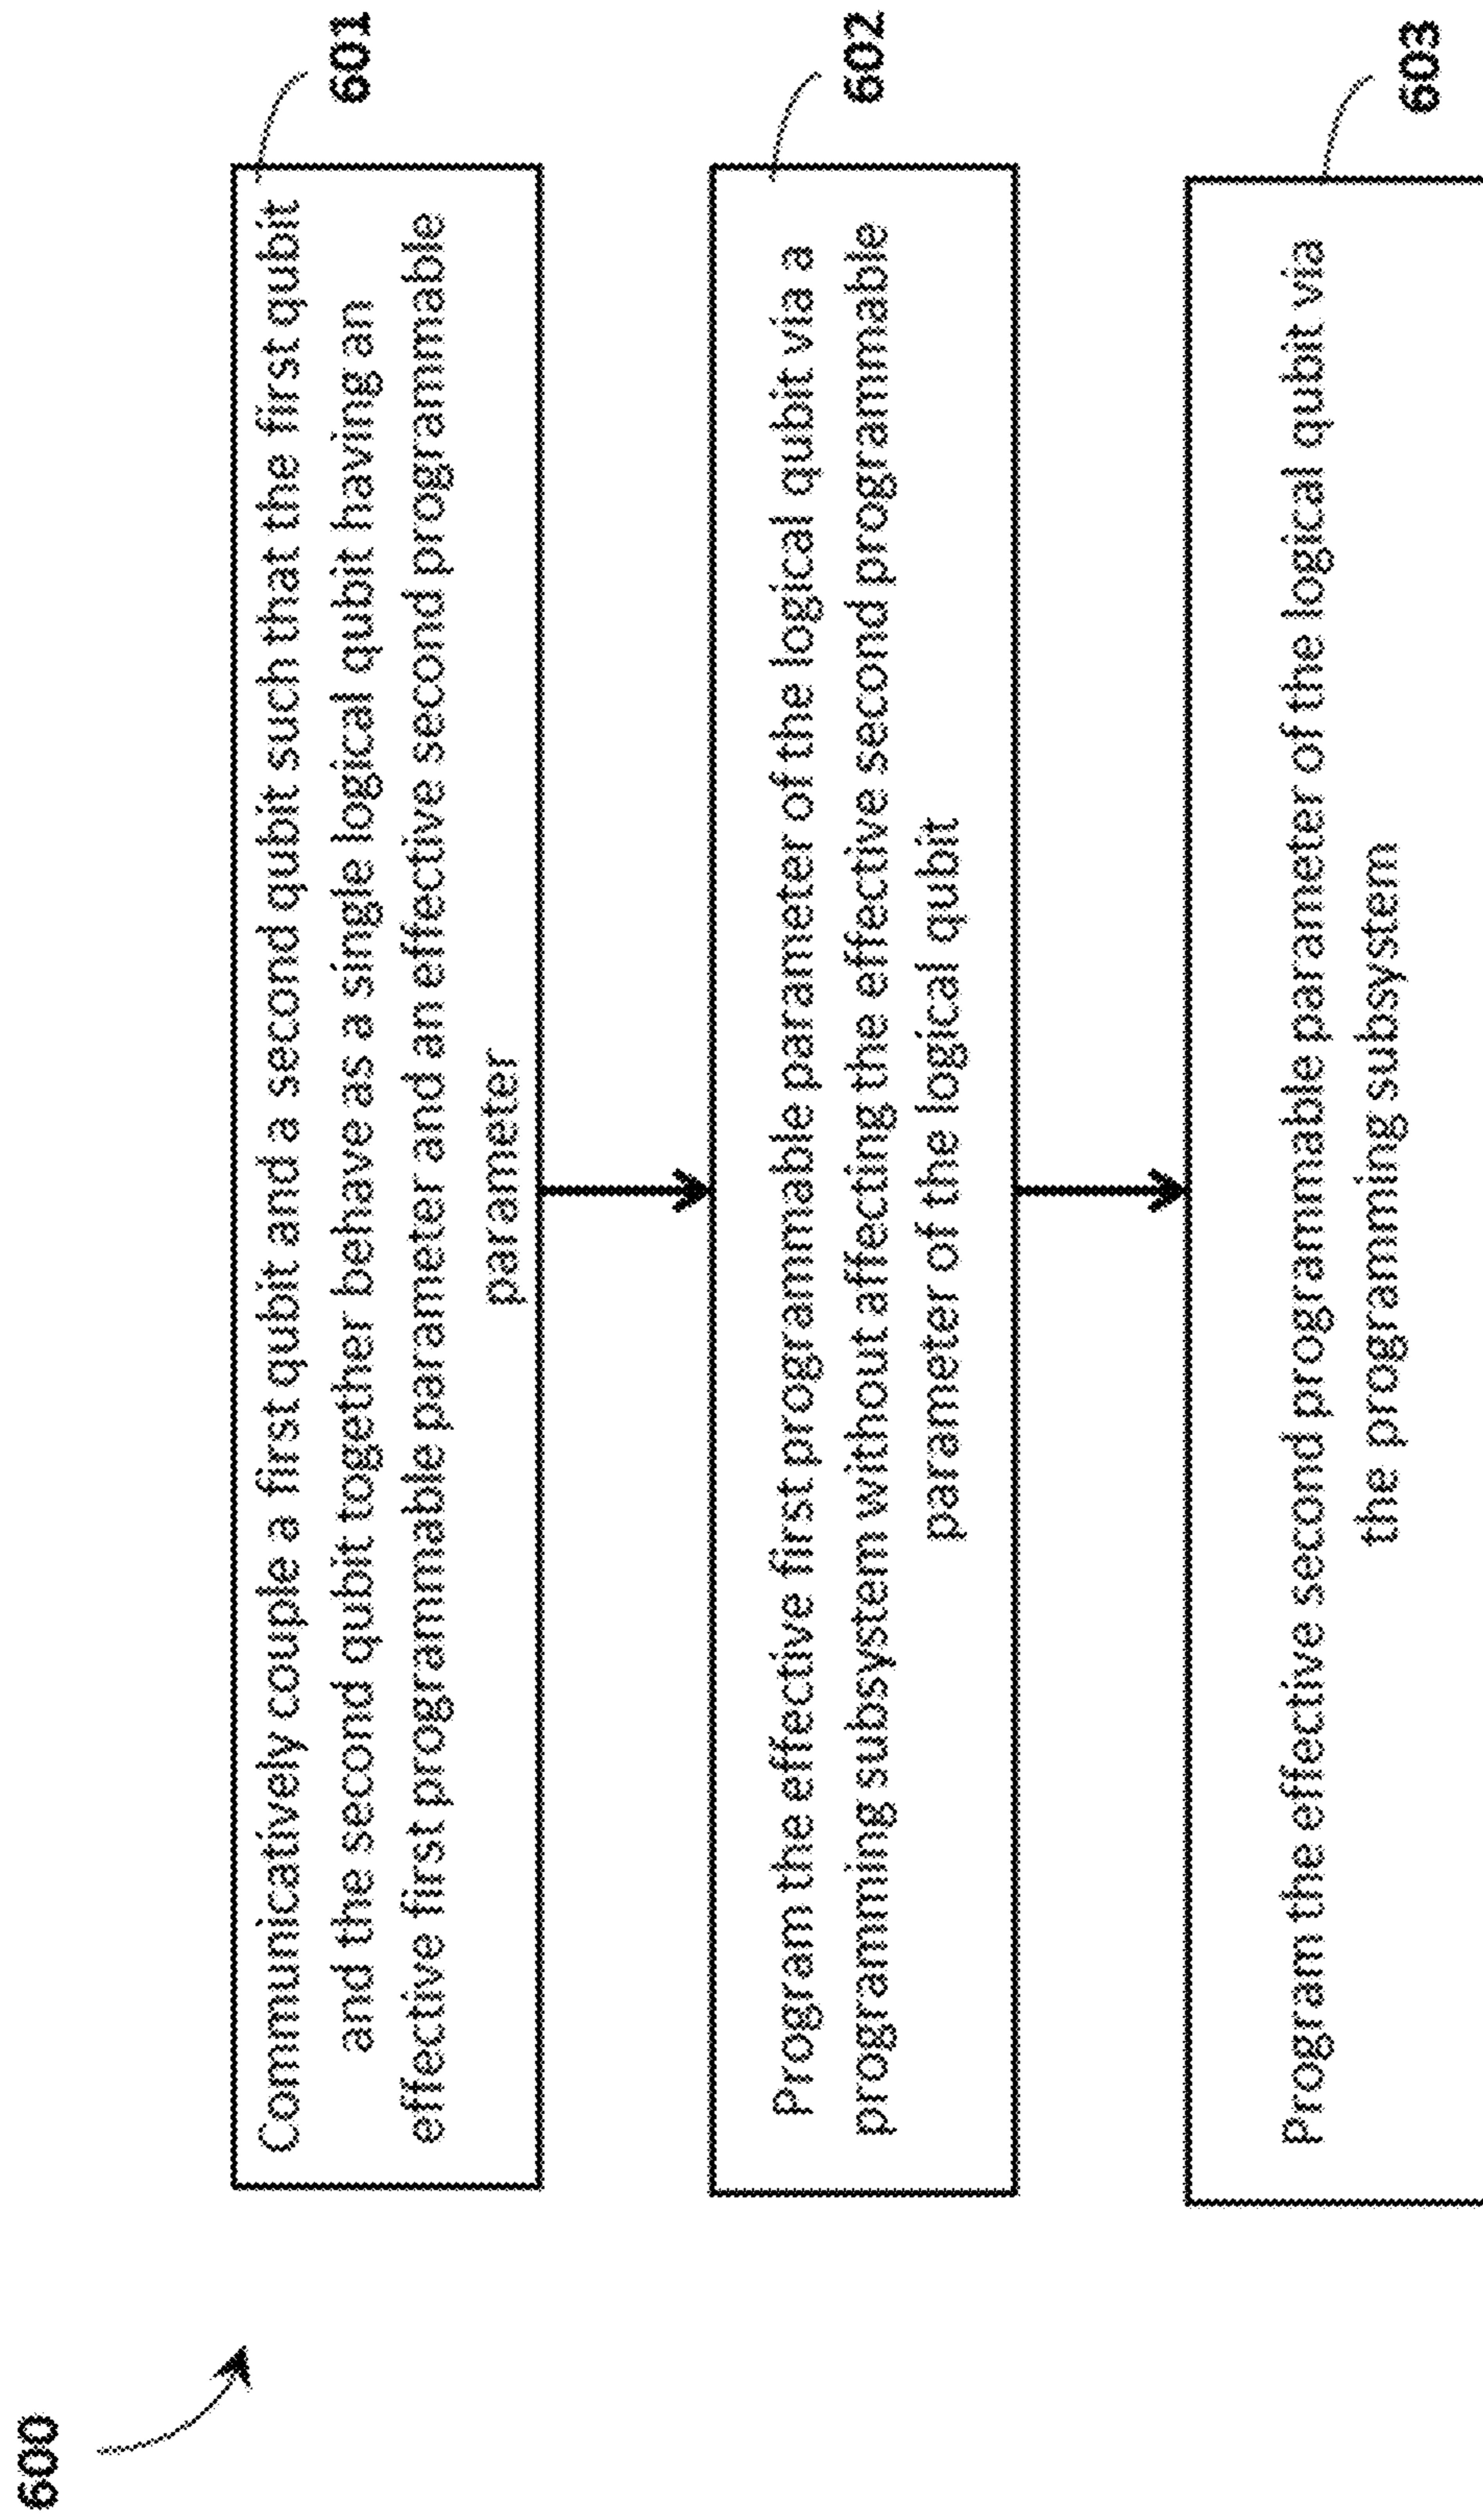 600
601
Communicatively couple a first qubit and a second qubit such that the first qubit
and the second qubit together behave as a single logical qubit having an
effective first programmable parameter and an effective second programmable
parameter
602
Program the effective first programmable parameter of the logical qubit via a
programming subsystem without affecting the effective second programmable
parameter of the logical qubit
603
Program the effective second programmable parameter of the logical qubit via
the programming subsystem